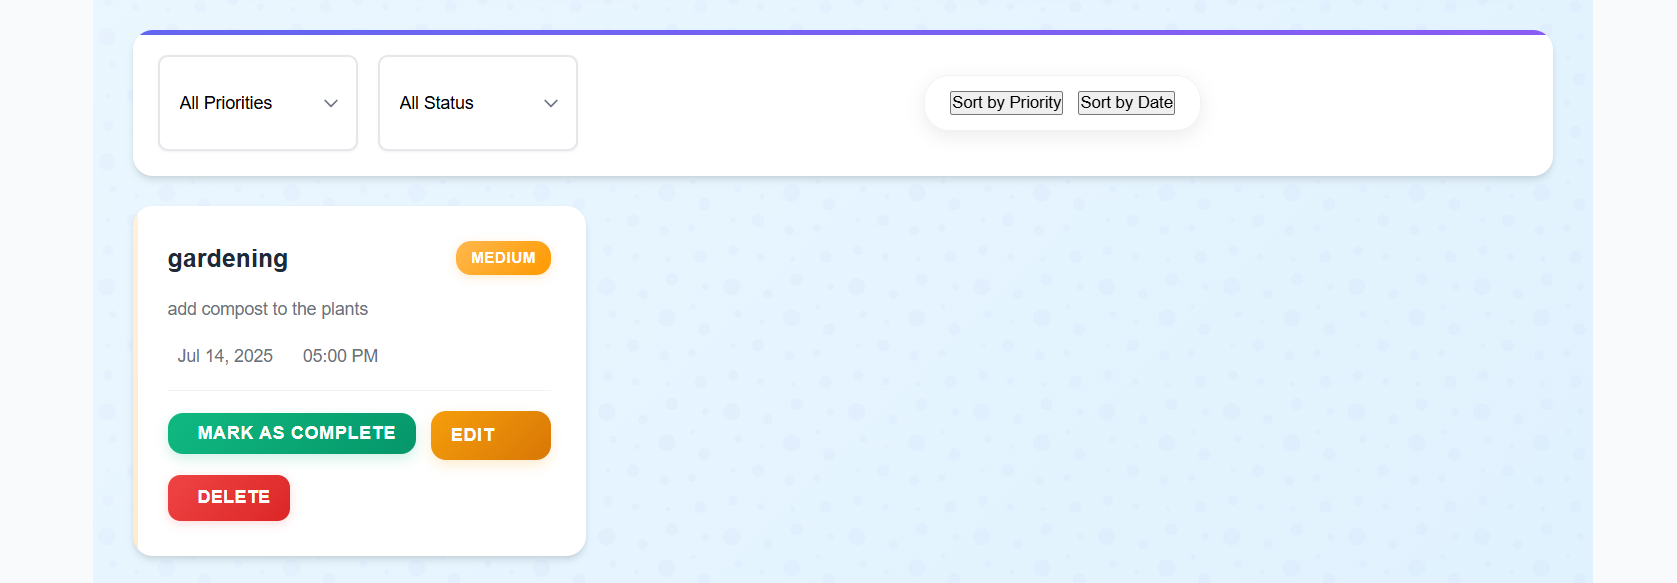 All Priorities
All Status
Sort by Priority
Sort by Date
gardening
MEDIUM
add compost to the plants
Jul 14, 2025 05:00 PM
MARK AS COMPLETE
EDIT
DELETE